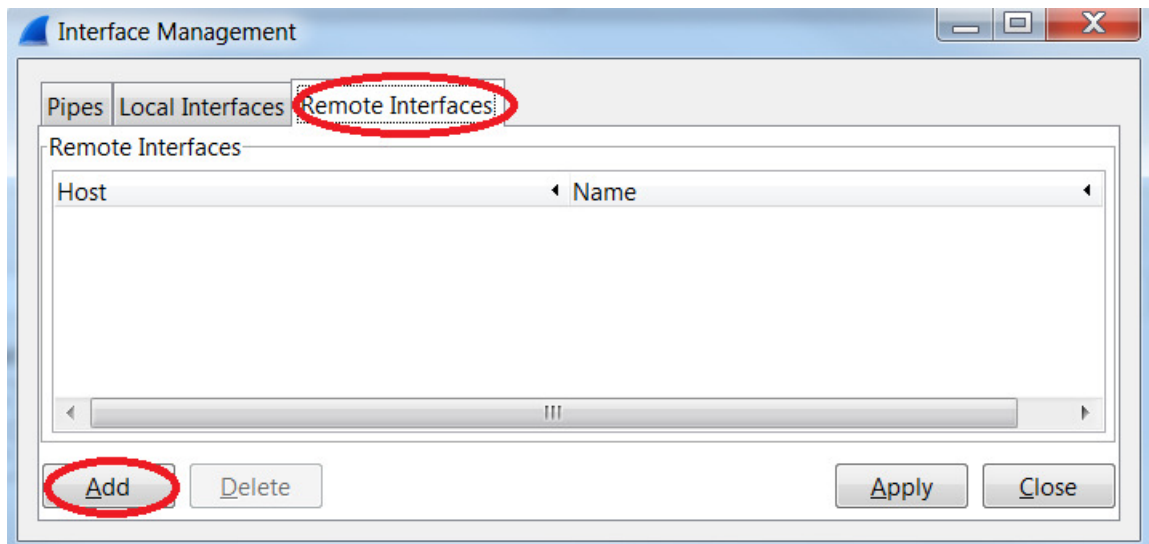 Interface Management
Pipes Local Interfaces Remote Interfaces
Remote Interfaces
Host Name
Add Delete Apply Close